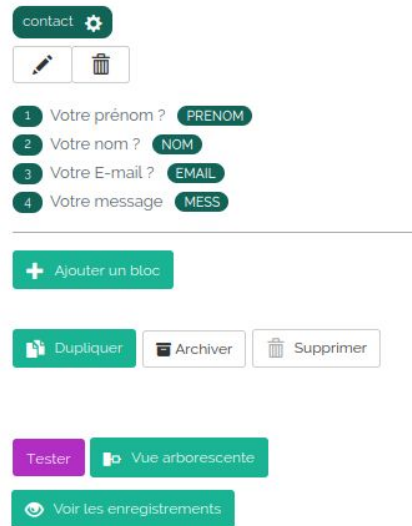 contact
1 Votre prénom ? PRENOM
2 Votre nom ? NOM
3 Votre E-mail ? EMAIL
4 Votre message MESS
Ajouter un bloc
Dupliquer Archiver Supprimer
Tester Vue arborescente
Voir les enregistrements